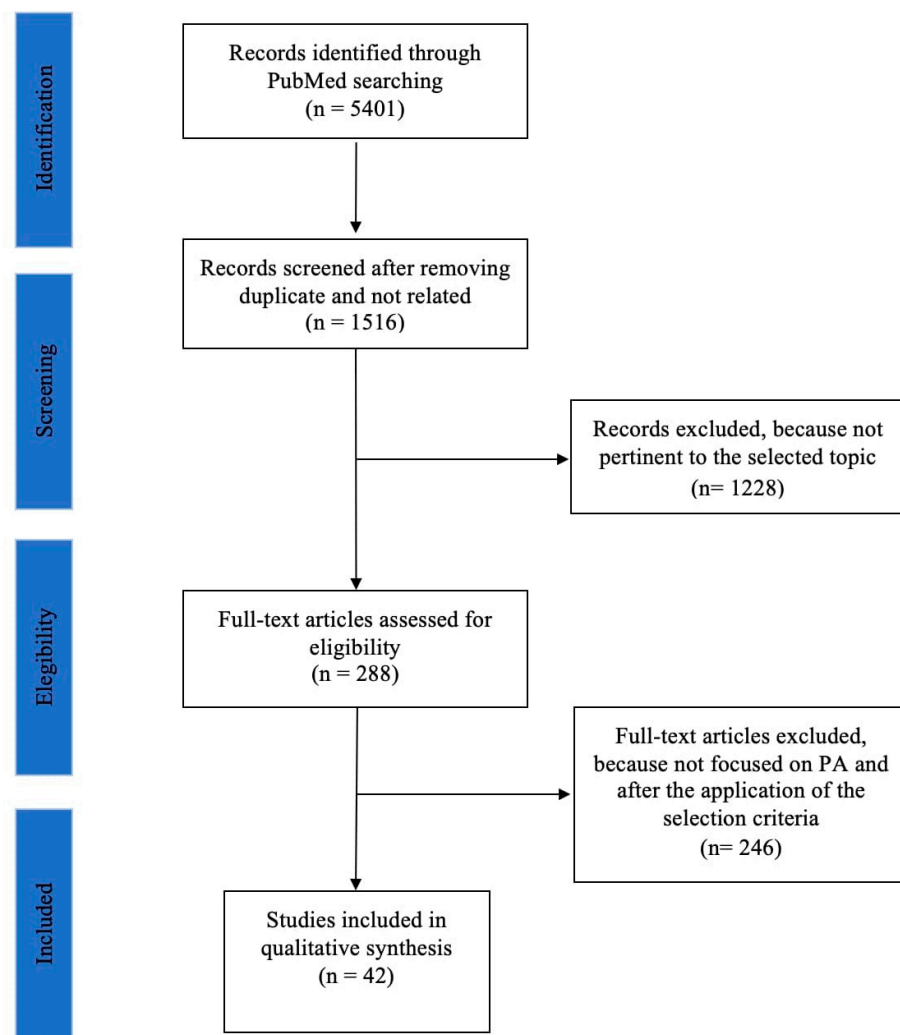 Identification
Records identified through
PubMed searching
(n = 5401)
Screening
Records screened after removing
duplicate and not related
(n = 1516)
Records excluded, because not
pertinent to the selected topic
(n= 1228)
Elegibility
Full-text articles assessed for
eligibility
(n = 288)
Full-text articles excluded,
because not focused on PA and
after the application of the
selection criteria
(n= 246)
Included
Studies included in
qualitative synthesis
(n = 42)